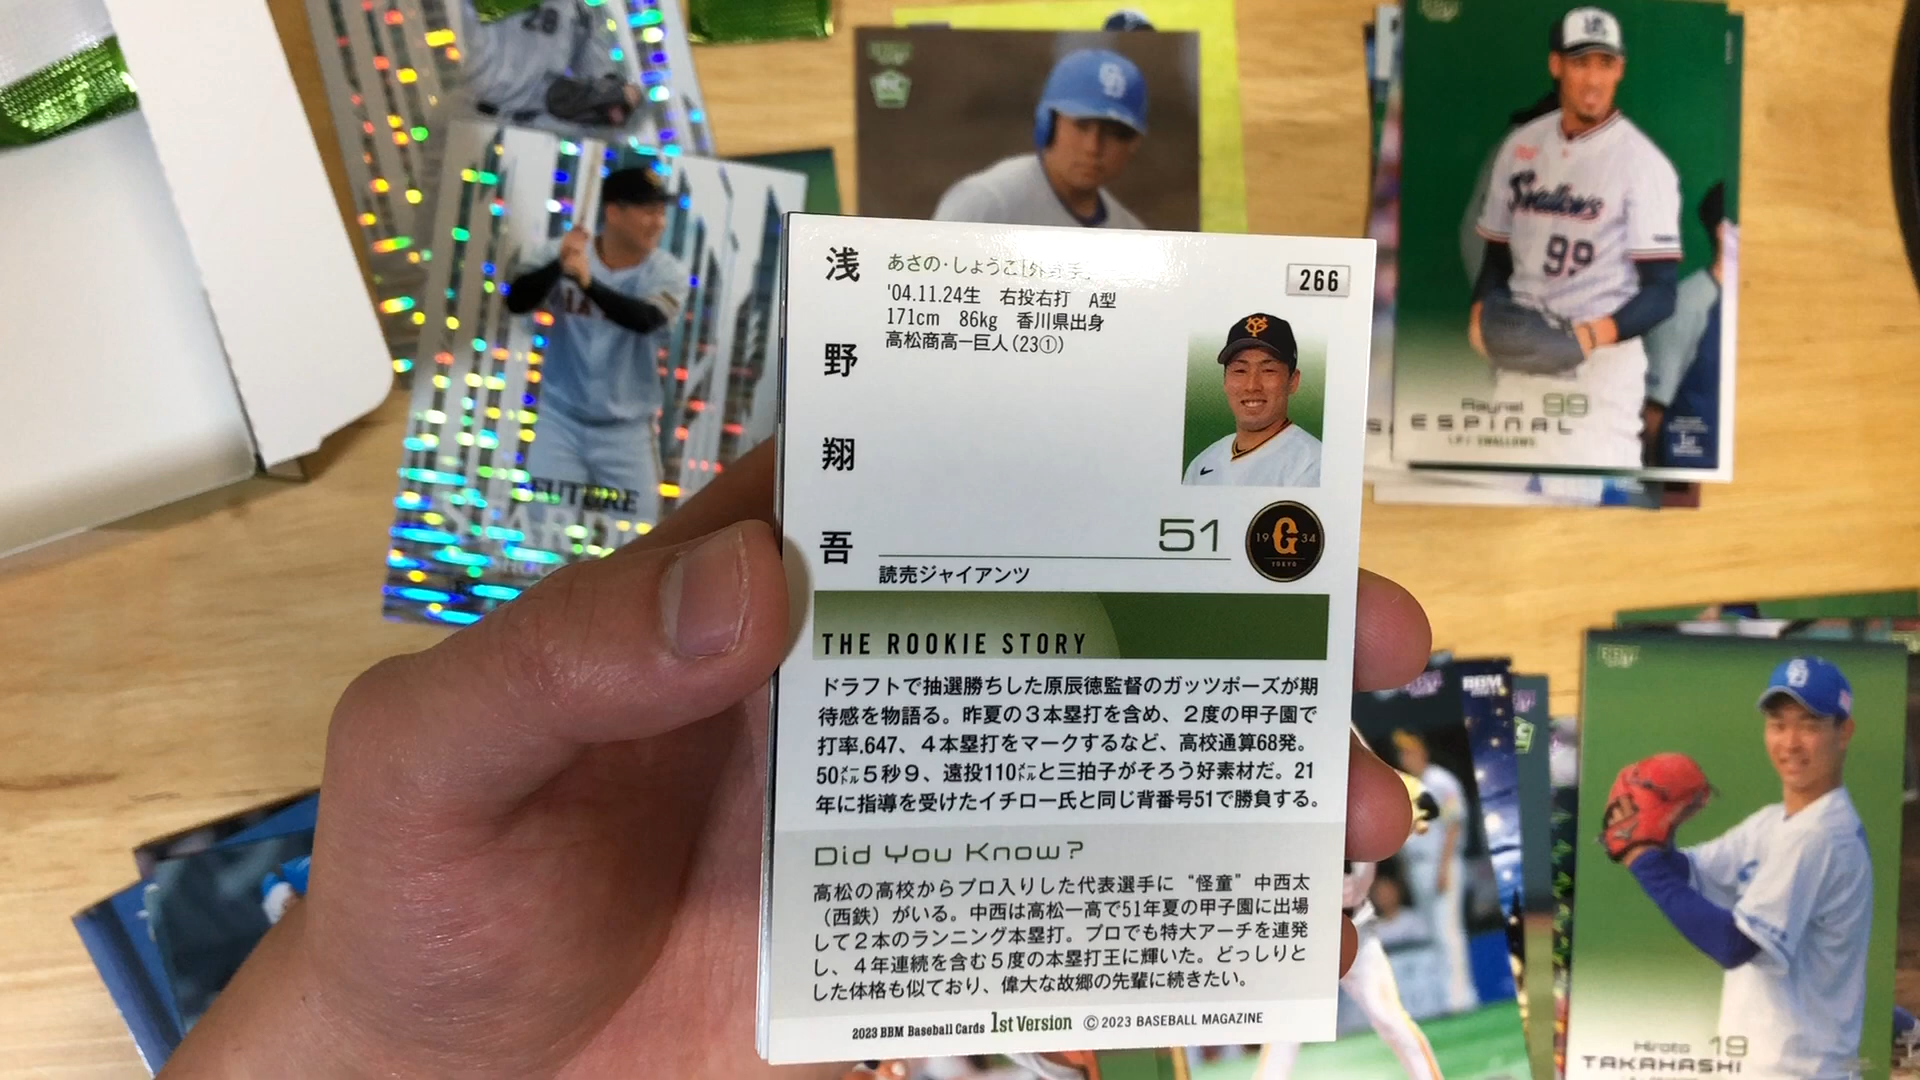 浅野翔吾
あさの・しょうご[外野手]
'04.11.24生 右投右打 A型
171cm 86kg 香川県出身
高松商高ー巨人(23①)
266
51
19 G 34
TOKYO
読売ジャイアンツ
THE ROOKIE STORY
ドラフトで抽選勝ちした原辰徳監督のガッツポーズが期
待感を物語る。昨夏の3本塁打を含め、2度の甲子園で
打率.647、4本塁打をマークするなど、高校通算68発。
50㍍5秒9、遠投110㍍と三拍子がそろう好素材だ。21
年に指導を受けたイチロー氏と同じ背番号51で勝負する。
Did You Know?
高松の高校からプロ入りした代表選手に“怪童”中西太
(西鉄)がいる。中西は高松一高で51年夏の甲子園に出場
して2本のランニング本塁打。プロでも特大アーチを連発
し、4年連続を含む5度の本塁打王に輝いた。どっしりと
した体格も似ており、偉大な故郷の先輩に続きたい。
2023 BBM Baseball Cards 1st Version ©2023 BASEBALL MAGAZINE
28
FUTURE
BBM
Swallows
99
Raynel 99
ESPINAL
SWALLOWS
BBM
BBM
Hiroto 19
TAKAHASHI